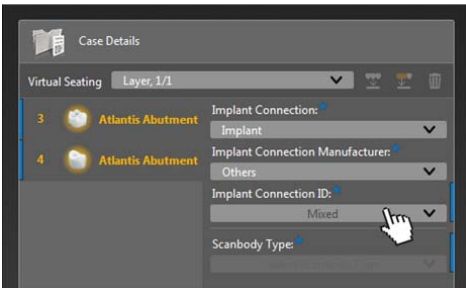 Case Details
Virtual Seating Layer, 1/1
3 Atlantis Abutment
4 Atlantis Abutment
Implant Connection:*
Implant
Implant Connection Manufacturer:*
Others
Implant Connection ID:*
Mixed
Scanbody Type:*